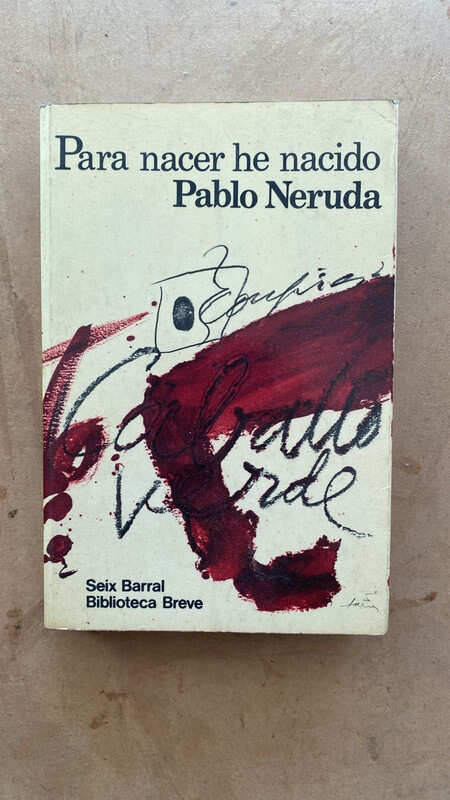 Para nacer he nacido
Pablo Neruda
Caballo
verde
Seix Barral
Biblioteca Breve